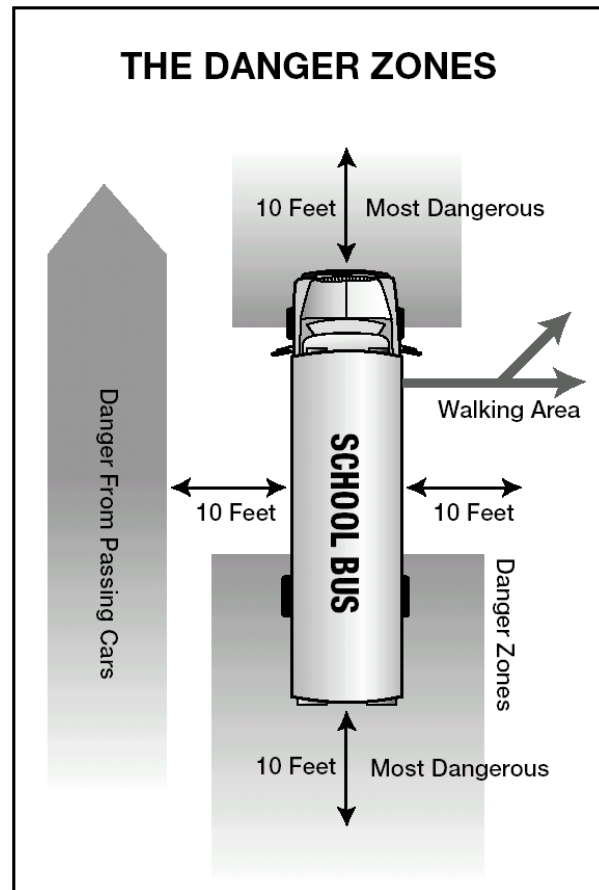 THE DANGER ZONES
10 Feet
Most Dangerous
Walking Area
Danger From Passing Cars
SCHOOL BUS
10 Feet
10 Feet
Danger Zones
10 Feet
Most Dangerous